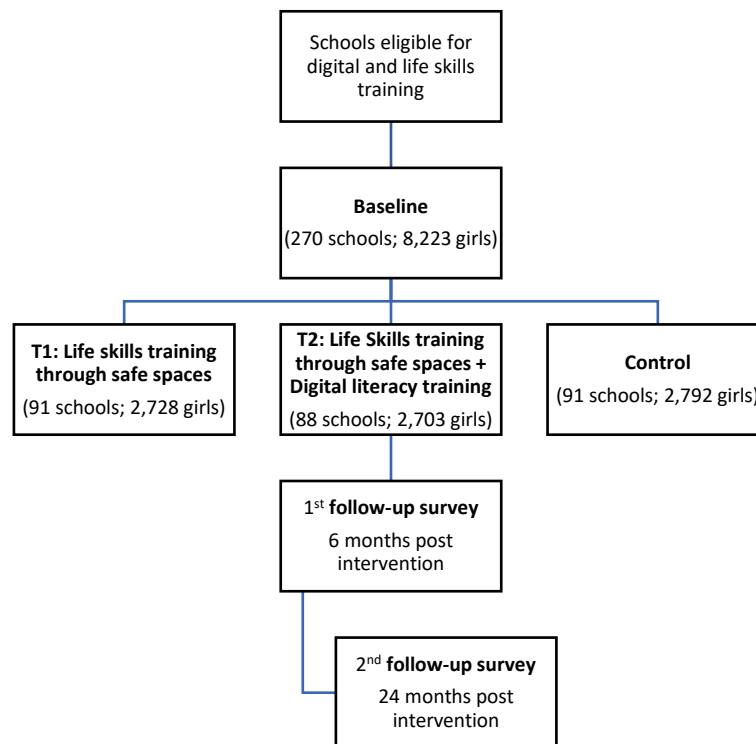 Schools eligible for
digital and life skills
training
Baseline
(270 schools; 8,223 girls)
T1: Life skills training
through safe spaces
(91 schools; 2,728 girls)
T2: Life Skills training
through safe spaces +
Digital literacy training
(88 schools; 2,703 girls)
Control
(91 schools; 2,792 girls)
1st follow-up survey
6 months post
intervention
2nd follow-up survey
24 months post
intervention